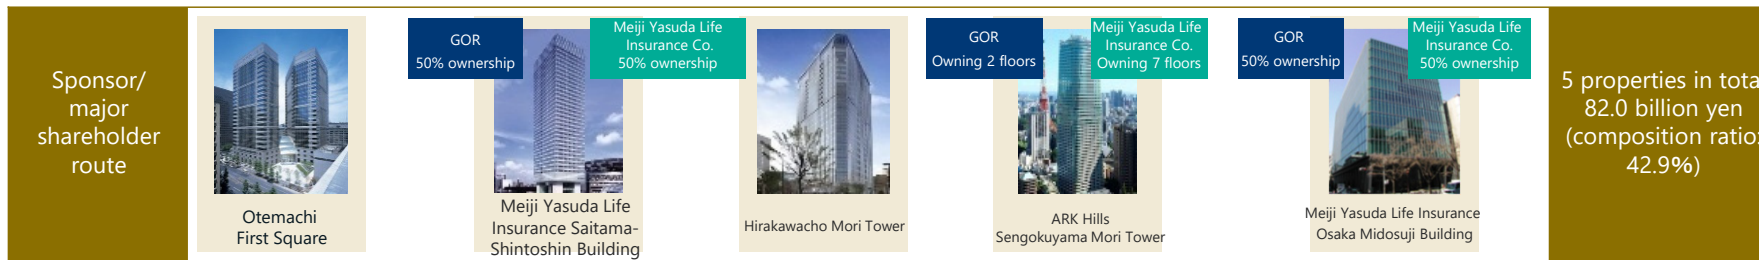 Sponsor/
major
shareholder
route
Otemachi
First Square
GOR
50% ownership
Meiji Yasuda Life
Insurance Co.
50% ownership
Meiji Yasuda Life
Insurance Saitama-
Shintoshin Building
Hirakawacho Mori Tower
GOR
Owning 2 floors
Meiji Yasuda Life
Insurance Co.
Owning 7 floors
ARK Hills
Sengokuyama Mori Tower
GOR
50% ownership
Meiji Yasuda Life
Insurance Co.
50% ownership
Meiji Yasuda Life Insurance
Osaka Midosuji Building
5 properties in total
82.0 billion yen
(composition ratio:
42.9%)